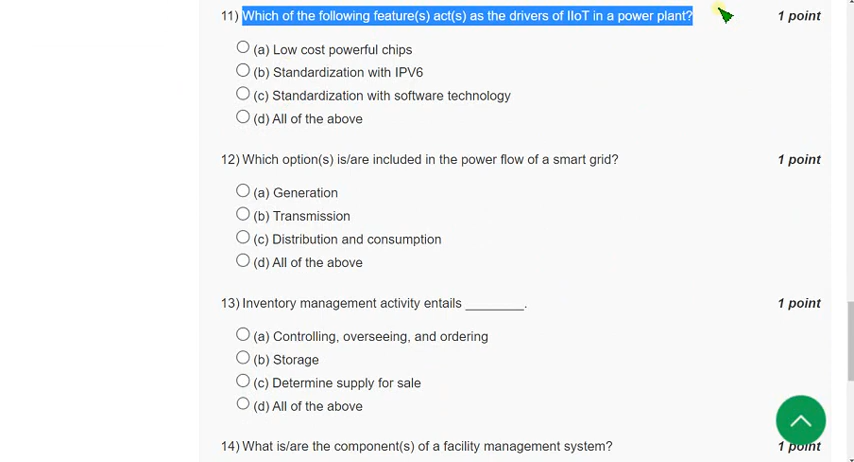 11) Which of the following feature(s) act(s) as the drivers of IIoT in a power plant? 1 point
(a) Low cost powerful chips
(b) Standardization with IPV6
(c) Standardization with software technology
(d) All of the above
12) Which option(s) is/are included in the power flow of a smart grid? 1 point
(a) Generation
(b) Transmission
(c) Distribution and consumption
(d) All of the above
13) Inventory management activity entails ________. 1 point
(a) Controlling, overseeing, and ordering
(b) Storage
(c) Determine supply for sale
(d) All of the above
14) What is/are the component(s) of a facility management system? 1 point